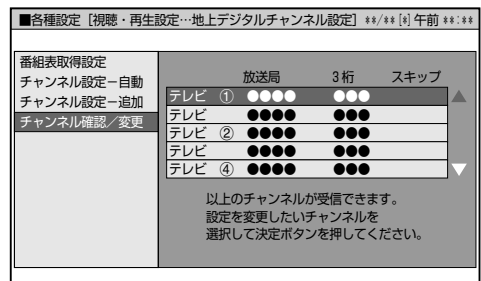 ■各種設定［視聴・再生設定…地上デジタルチャンネル設定］ **/**[*]午前 **:**
番組表取得設定
チャンネル設定－自動
チャンネル設定－追加
チャンネル確認／変更
放送局 3桁 スキップ
テレビ ① ●●●● ●●●
テレビ ●●●● ●●●
テレビ ② ●●●● ●●●
テレビ ●●●● ●●●
テレビ ④ ●●●● ●●●
以上のチャンネルが受信できます。
設定を変更したいチャンネルを
選択して決定ボタンを押してください。